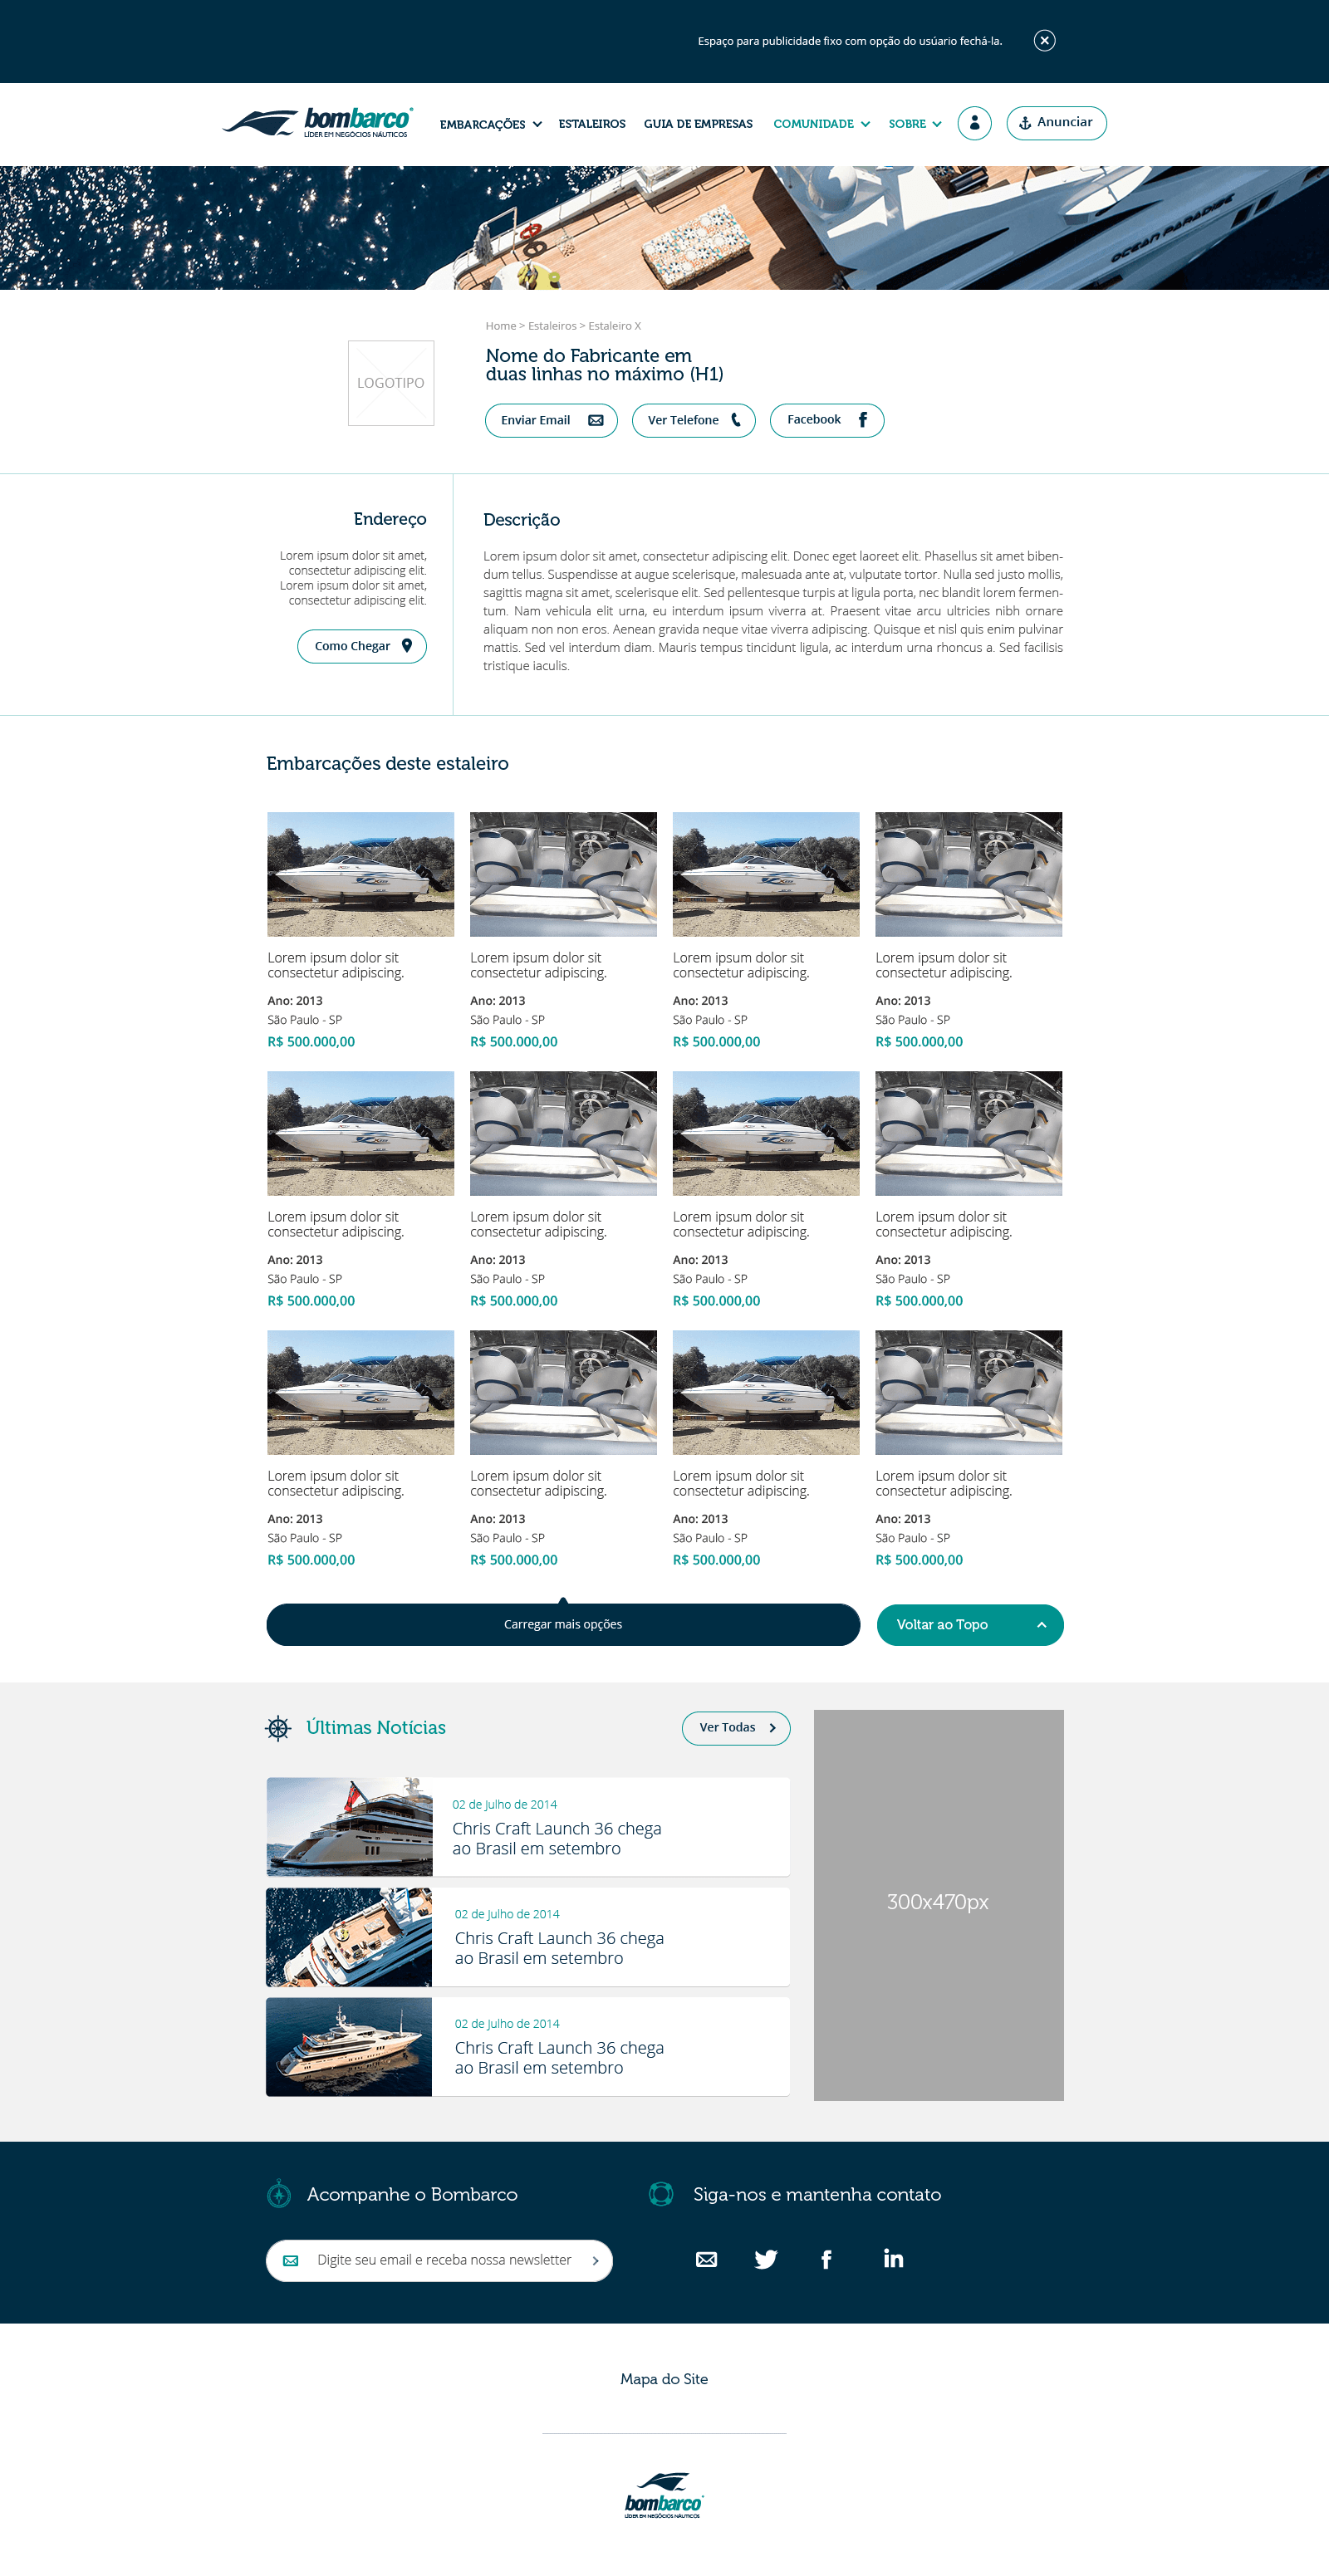 Espaço para publicidade fixo com opção do usúario fechá-la.
bombarco
LÍDER EM NEGÓCIOS NÁUTICOS
EMBARCAÇÕES
ESTALEIROS
GUIA DE EMPRESAS
COMUNIDADE
SOBRE
Anunciar
OCEAN PARADISE
Home > Estaleiros > Estaleiro X
LOGOTIPO
Nome do Fabricante em
duas linhas no máximo (H1)
Enviar Email
Ver Telefone
Facebook
Endereço
Lorem ipsum dolor sit amet,
consectetur adipiscing elit.
Lorem ipsum dolor sit amet,
consectetur adipiscing elit.
Como Chegar
Descrição
Lorem ipsum dolor sit amet, consectetur adipiscing elit. Donec eget laoreet elit. Phasellus sit amet biben-
dum tellus. Suspendisse at augue scelerisque, malesuada ante at, vulputate tortor. Nulla sed justo mollis,
sagittis magna sit amet, scelerisque elit. Sed pellentesque turpis at ligula porta, nec blandit lorem fermen-
tum. Nam vehicula elit urna, eu interdum ipsum viverra at. Praesent vitae arcu ultricies nibh ornare
aliquam non non eros. Aenean gravida neque vitae viverra adipiscing. Quisque et nisl quis enim pulvinar
mattis. Sed vel interdum diam. Mauris tempus tincidunt ligula, ac interdum urna rhoncus a. Sed facilisis
tristique iaculis.
Embarcações deste estaleiro
Lorem ipsum dolor sit
consectetur adipiscing.
Ano: 2013
São Paulo - SP
R$ 500.000,00
Lorem ipsum dolor sit
consectetur adipiscing.
Ano: 2013
São Paulo - SP
R$ 500.000,00
Lorem ipsum dolor sit
consectetur adipiscing.
Ano: 2013
São Paulo - SP
R$ 500.000,00
Lorem ipsum dolor sit
consectetur adipiscing.
Ano: 2013
São Paulo - SP
R$ 500.000,00
Lorem ipsum dolor sit
consectetur adipiscing.
Ano: 2013
São Paulo - SP
R$ 500.000,00
Lorem ipsum dolor sit
consectetur adipiscing.
Ano: 2013
São Paulo - SP
R$ 500.000,00
Lorem ipsum dolor sit
consectetur adipiscing.
Ano: 2013
São Paulo - SP
R$ 500.000,00
Lorem ipsum dolor sit
consectetur adipiscing.
Ano: 2013
São Paulo - SP
R$ 500.000,00
Lorem ipsum dolor sit
consectetur adipiscing.
Ano: 2013
São Paulo - SP
R$ 500.000,00
Lorem ipsum dolor sit
consectetur adipiscing.
Ano: 2013
São Paulo - SP
R$ 500.000,00
Lorem ipsum dolor sit
consectetur adipiscing.
Ano: 2013
São Paulo - SP
R$ 500.000,00
Lorem ipsum dolor sit
consectetur adipiscing.
Ano: 2013
São Paulo - SP
R$ 500.000,00
Carregar mais opções
Voltar ao Topo
Últimas Notícias
Ver Todas
02 de Julho de 2014
Chris Craft Launch 36 chega
ao Brasil em setembro
02 de Julho de 2014
Chris Craft Launch 36 chega
ao Brasil em setembro
02 de Julho de 2014
Chris Craft Launch 36 chega
ao Brasil em setembro
300x470px
Acompanhe o Bombarco
Digite seu email e receba nossa newsletter
Siga-nos e mantenha contato
Mapa do Site
bombarco
LÍDER EM NEGÓCIOS NÁUTICOS